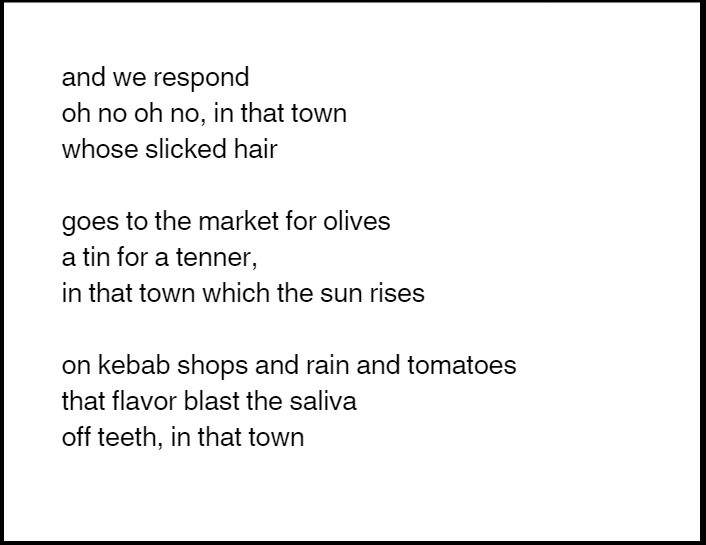 and we respond
oh no oh no, in that town
whose slicked hair
goes to the market for olives
a tin for a tenner,
in that town which the sun rises
on kebab shops and rain and tomatoes
that flavor blast the saliva
off teeth, in that town